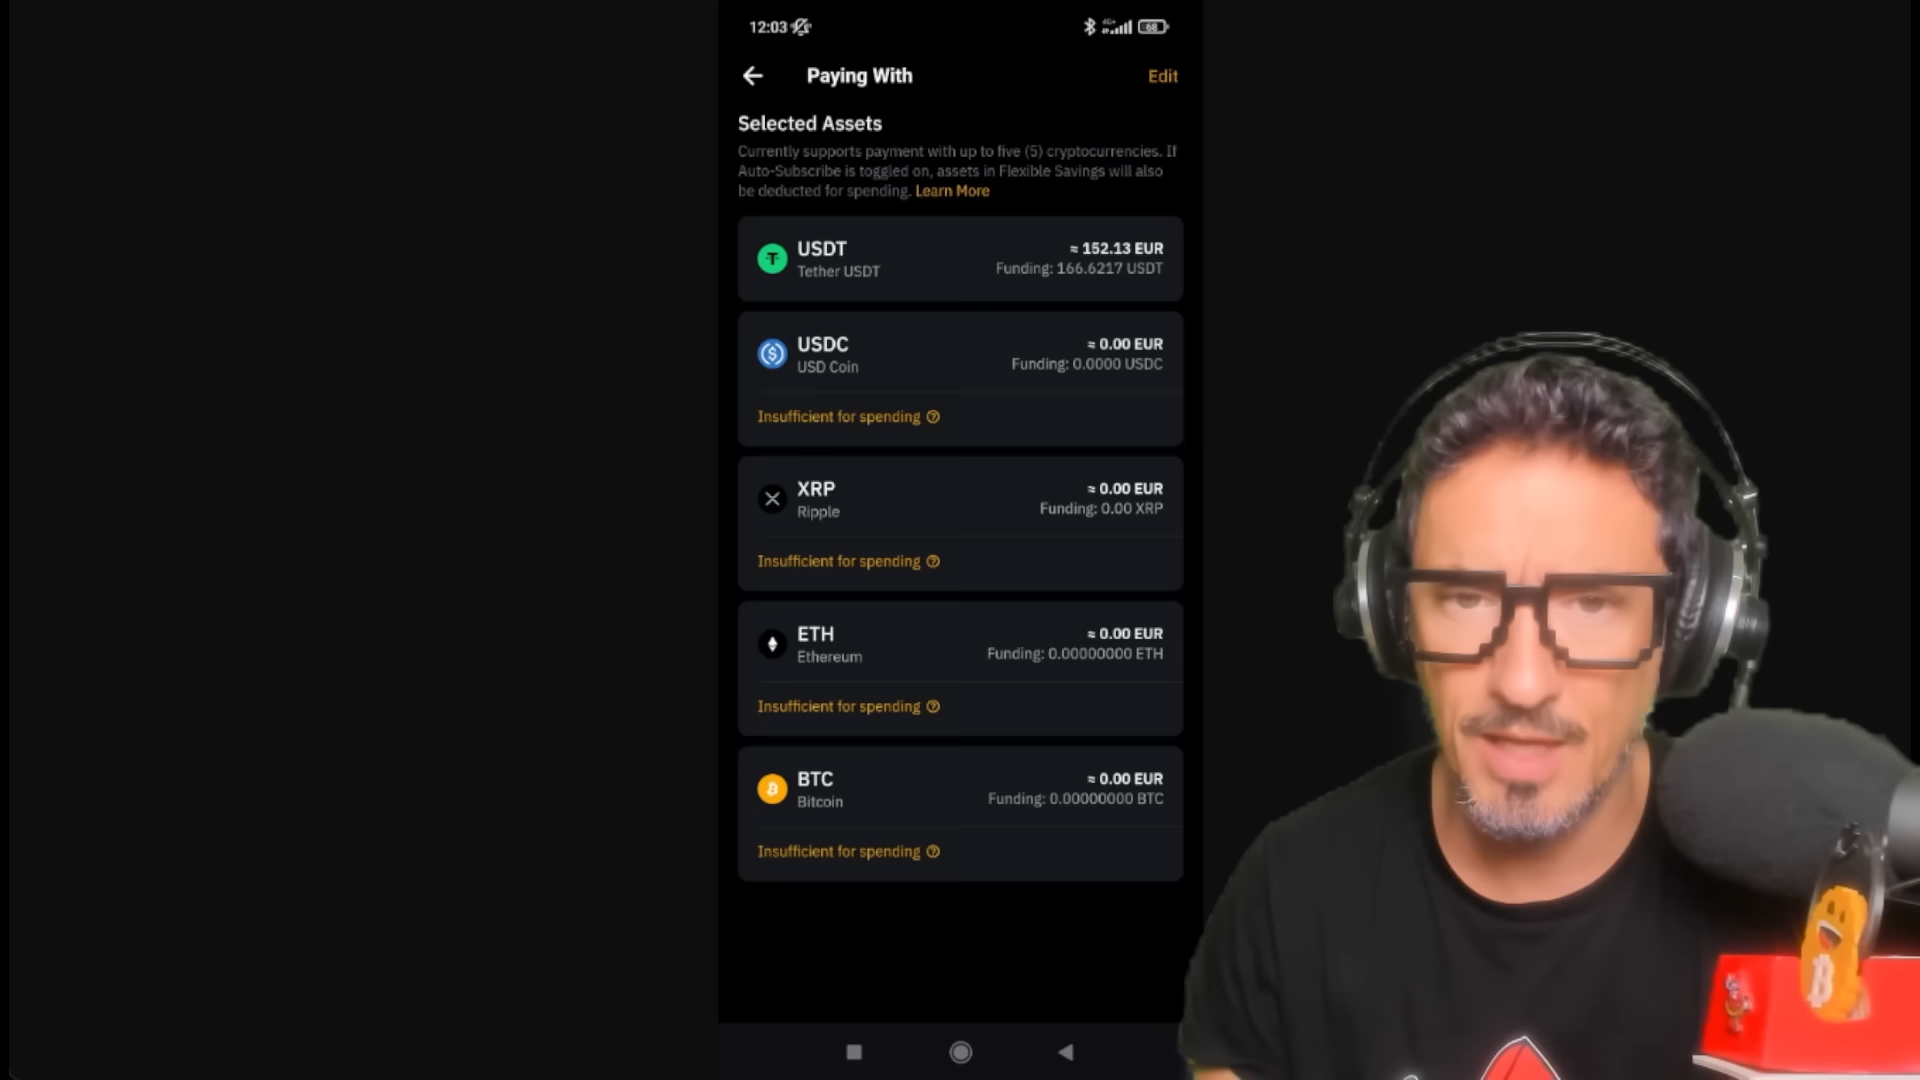 12:03
68
Paying With
Edit
Selected Assets
Currently supports payment with up to five (5) cryptocurrencies. If
Auto-Subscribe is toggled on, assets in Flexible Savings will also
be deducted for spending. Learn More
USDT
≈ 152.13 EUR
Tether USDT
Funding: 166.6217 USDT
USDC
≈ 0.00 EUR
USD Coin
Funding: 0.0000 USDC
Insufficient for spending
XRP
≈ 0.00 EUR
Ripple
Funding: 0.00 XRP
Insufficient for spending
ETH
≈ 0.00 EUR
Ethereum
Funding: 0.00000000 ETH
Insufficient for spending
BTC
≈ 0.00 EUR
Bitcoin
Funding: 0.00000000 BTC
Insufficient for spending